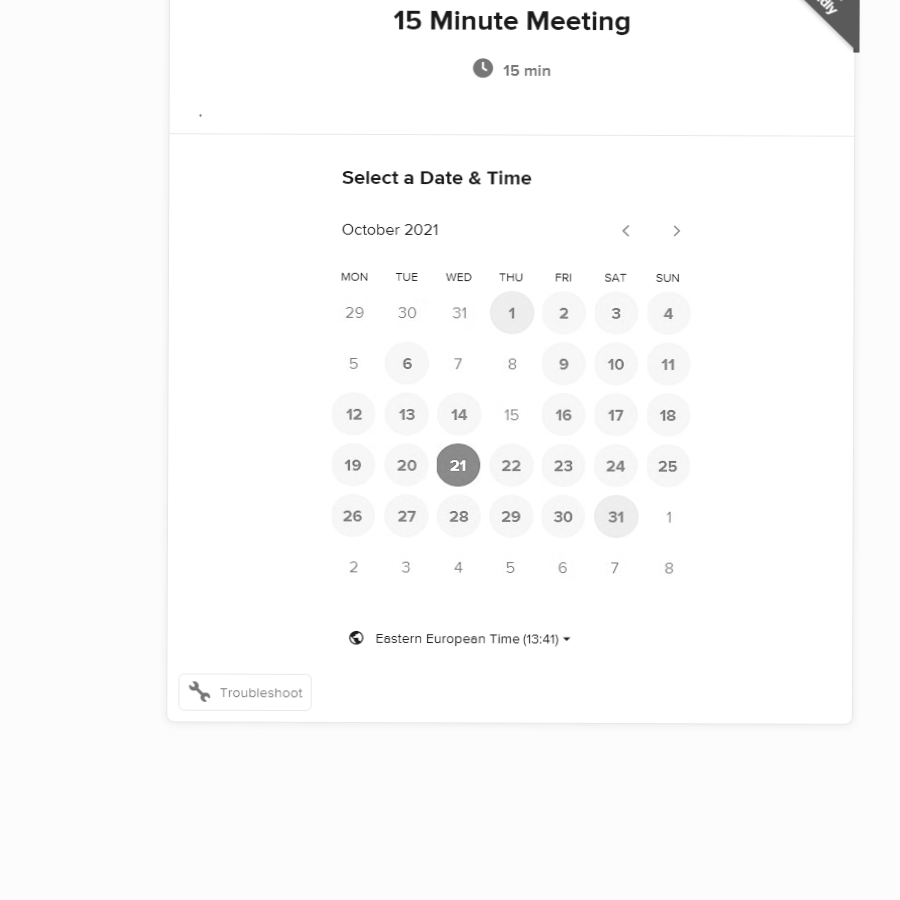 15 Minute Meeting
15 min
.
Select a Date & Time
October 2021
MON TUE WED THU FRI SAT SUN
29 30 31 1 2 3 4
5 6 7 8 9 10 11
12 13 14 15 16 17 18
19 20 21 22 23 24 25
26 27 28 29 30 31 1
2 3 4 5 6 7 8
Eastern European Time (13:41)
Troubleshoot